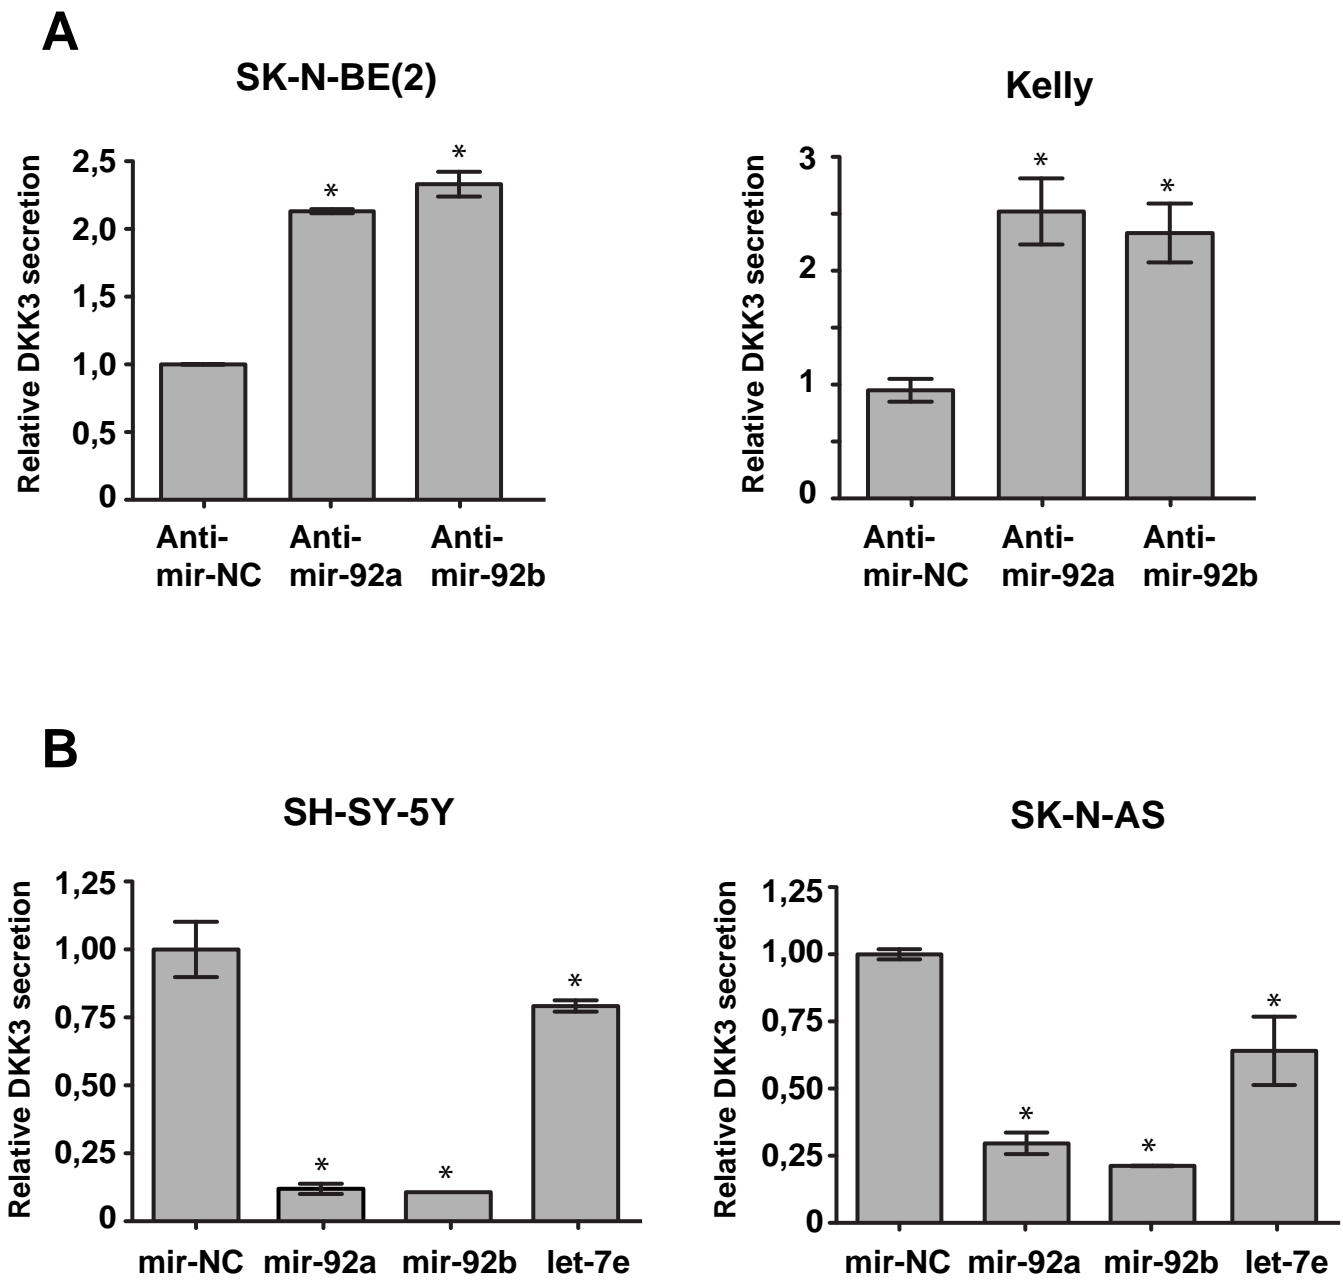 A
SK-N-BE(2)
Relative DKK3 secretion
2,5
2,0
1,5
1,0
0,5
0
*
*
Anti-
mir-NC
Anti-
mir-92a
Anti-
mir-92b
Kelly
Relative DKK3 secretion
3
2
1
0
*
*
Anti-
mir-NC
Anti-
mir-92a
Anti-
mir-92b
B
SH-SY-5Y
Relative DKK3 secretion
1,25
1,00
0,75
0,50
0,25
0
*
*
*
mir-NC mir-92a mir-92b let-7e
SK-N-AS
Relative DKK3 secretion
1,25
1,00
0,75
0,50
0,25
0
*
*
*
mir-NC mir-92a mir-92b let-7e